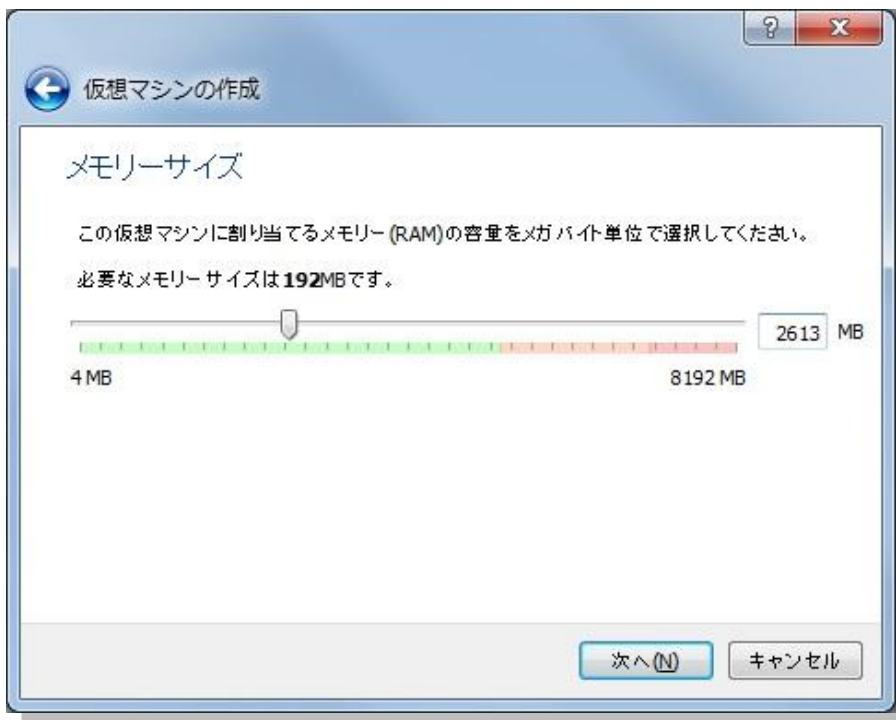 仮想マシンの作成
メモリーサイズ
この仮想マシンに割り当てるメモリー(RAM)の容量をメガバイト単位で選択してください。
必要なメモリーサイズは192MBです。
2613 MB
4 MB 8192 MB
次へ(N) キャンセル